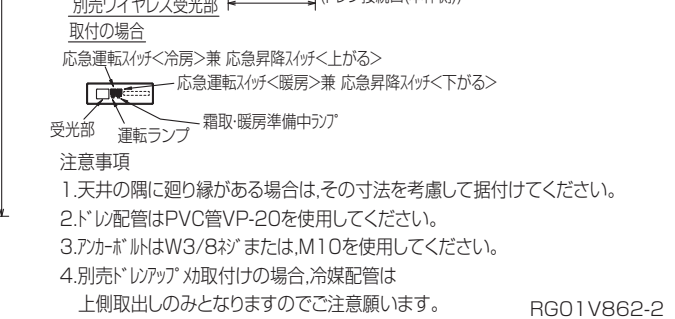 別売ワイヤレス受光部
(ドレン接続口(本体側))
取付の場合
応急運転スイッチ<冷房>兼 応急昇降スイッチ<上がる>
応急運転スイッチ<暖房>兼 応急昇降スイッチ<下がる>
受光部
運転ランプ
霜取・暖房準備中ランプ
注意事項
1.天井の隅に廻り縁がある場合は,その寸法を考慮して据付けてください。
2.ドレン配管はPVC管VP-20を使用してください。
3.アンカーボルトはW3/8ネジまたは,M10を使用してください。
4.別売ドレンアップメカ取付けの場合,冷媒配管は
上側取出しのみとなりますのでご注意願います。
RG01V862-2